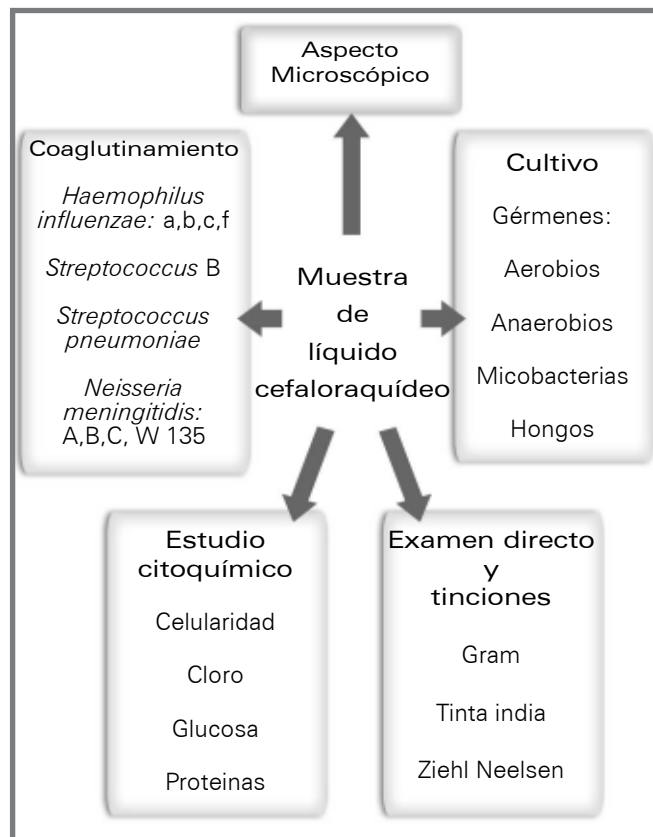 Aspecto
Microscópico
Coaglutinamiento
Haemophilus
influenzae: a,b,c,f
Streptococcus B
Streptococcus
pneumoniae
Neisseria
meningitidis:
A,B,C, W 135
Muestra
de
líquido
cefaloraquídeo
Cultivo
Gérmenes:
Aerobios
Anaerobios
Micobacterias
Hongos
Estudio
citoquímico
Celularidad
Cloro
Glucosa
Proteinas
Examen directo
y
tinciones
Gram
Tinta india
Ziehl Neelsen